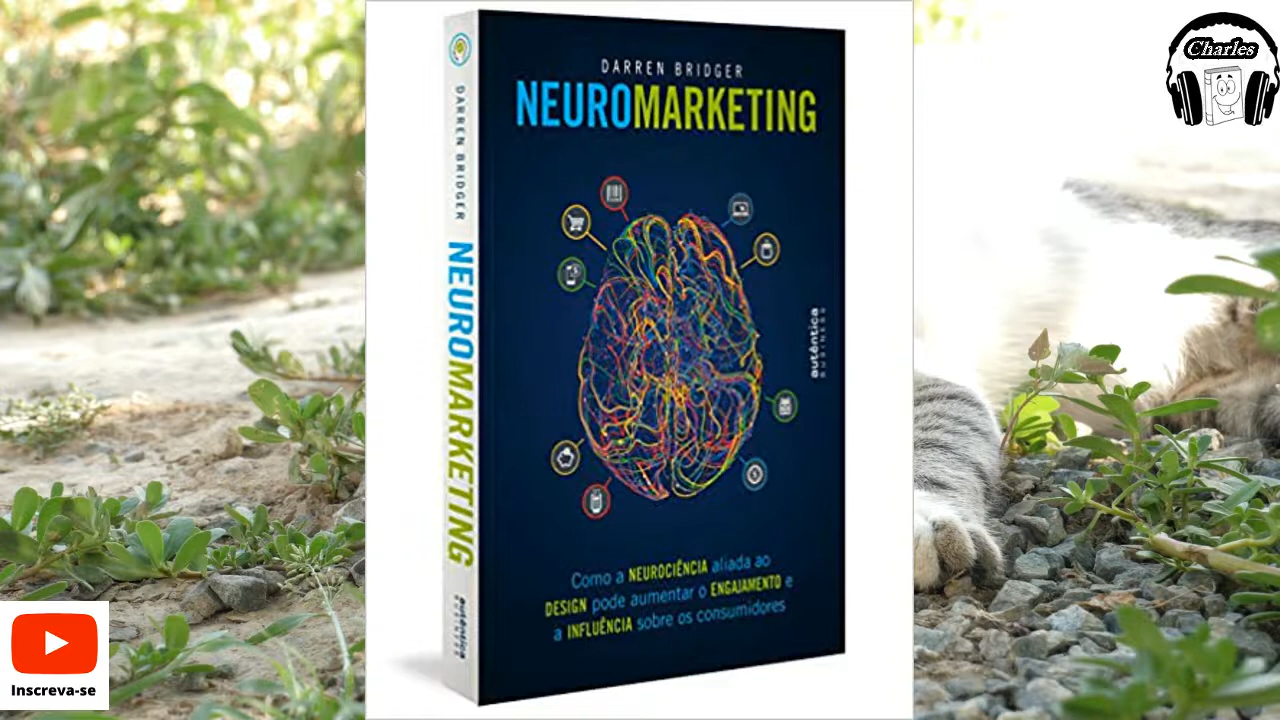 Charles
DARREN BRIDGER
NEUROMARKETING
autêntica
BUSINESS
Como a NEUROCIÊNCIA aliada ao
DESIGN pode aumentar o ENGAJAMENTO e
a INFLUÊNCIA sobre os consumidores
DARREN BRIDGER
NEUROMARKETING
autêntica
BUSINESS
Inscreva-se